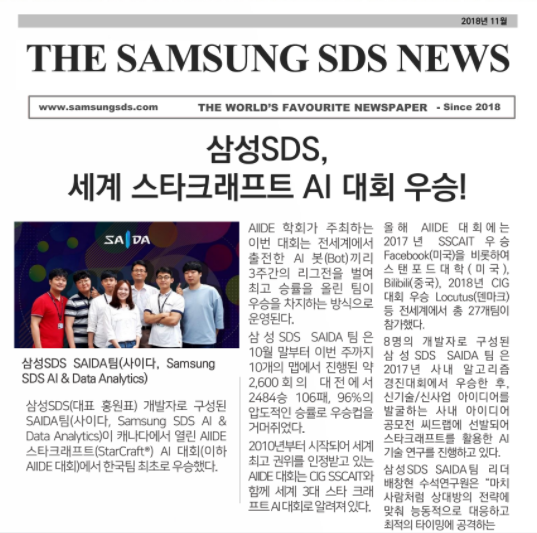 2018년 11월
THE SAMSUNG SDS NEWS
www.samsungsds.com THE WORLD'S FAVOURITE NEWSPAPER - Since 2018
삼성SDS,
세계 스타크래프트 AI 대회 우승!
SAIDA
삼성SDS SAIDA팀(사이다, Samsung
SDS AI & Data Analytics)
삼성SDS(대표 홍원표) 개발자로 구성된
SAIDA팀(사이다, Samsung SDS AI &
Data Analytics)이 캐나다에서 열린 AIIDE
스타크래프트(StarCraft®) AI 대회(이하
AIIDE 대회)에서 한국팀 최초로 우승했다.
AIIDE 학회가 주최하는
이번 대회는 전세계에서
출전한 AI 봇(Bot)끼리
3주간의 리그전을 벌여
최고 승률을 올린 팀이
우승을 차지하는 방식으로
운영된다.
삼성SDS SAIDA팀은
10월 말부터 이번 주까지
10개의 맵에서 진행된 약
2,600회의 대전에서
2484승 106패, 96%의
압도적인 승률로 우승컵을
거머쥐었다.
2010년부터 시작되어 세계
최고 권위를 인정받고 있는
AIIDE 대회는 CIG SSCAIT와
함께 세계 3대 스타 크래
프트 AI 대회로 알려져 있다.
올해 AIIDE 대회에는
2017년 SSCAIT 우승
Facebook(미국)을 비롯하여
스탠포드대학(미국),
Bilibili(중국), 2018년 CIG
대회 우승 Locutus(덴마크)
등 전세계에서 총 27개팀이
참가했다.
8명의 개발자로 구성된
삼성SDS SAIDA팀은
2017년 사내 알고리즘
경진대회에서 우승한 후,
신기술/신사업 아이디어를
발굴하는 사내 아이디어
공모전 씨드랩에 선발되어
스타크래프트를 활용한 AI
기술 연구를 진행하고 있다.
삼성SDS SAIDA팀 리더
배창현 수석연구원은 "마치
사람처럼 상대방의 전략에
맞춰 능동적으로 대응하고
최적의 타이밍에 공격하는